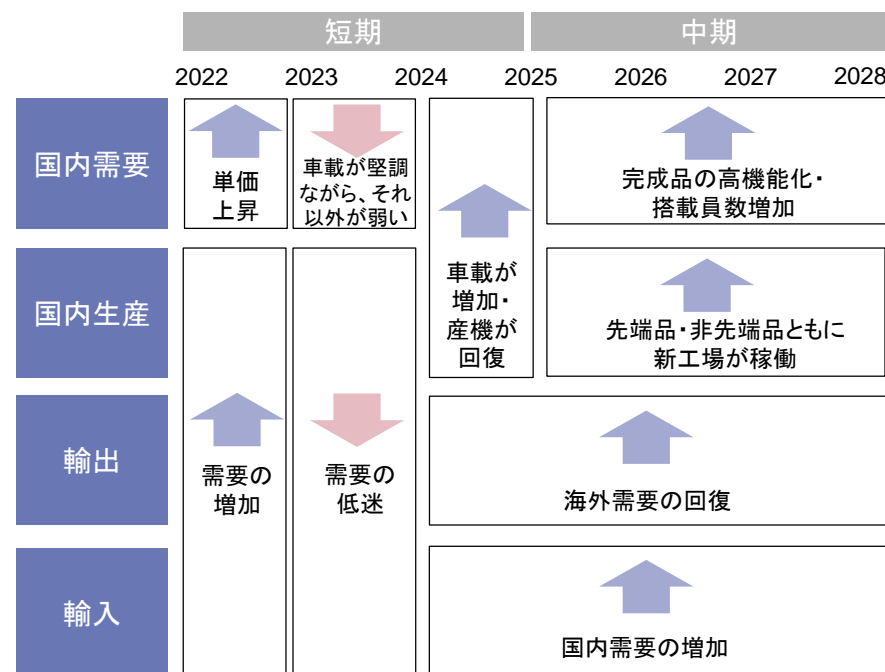 短期
中期
2022
2023
2024
2025
2026
2027
2028
国内需要
単価
上昇
車載が堅調
ながら、それ
以外が弱い
完成品の高機能化・
搭載員数増加
国内生産
車載が
増加・
産機が
回復
先端品・非先端品ともに
新工場が稼働
輸出
需要の
増加
需要の
低迷
海外需要の回復
輸入
国内需要の増加